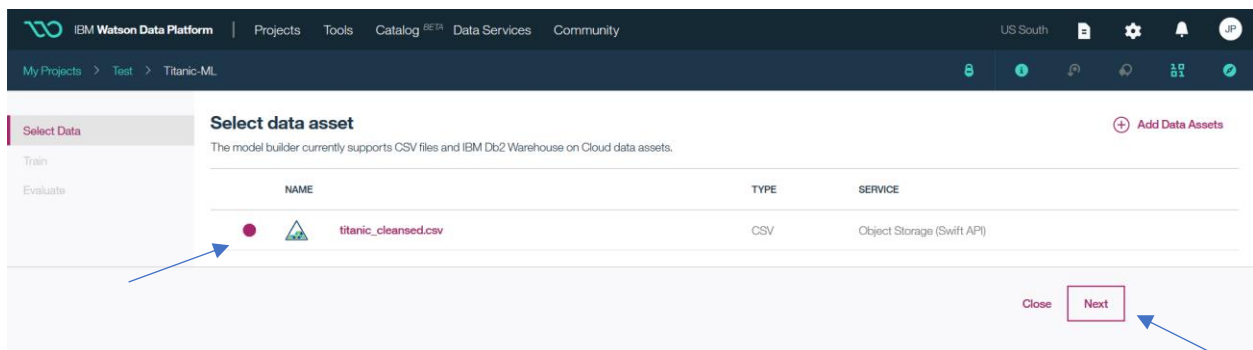 IBM Watson Data Platform | Projects Tools Catalog BETA Data Services Community US South JP
My Projects > Test > Titanic-ML
Select Data
Train
Evaluate
Select data asset
Add Data Assets
The model builder currently supports CSV files and IBM Db2 Warehouse on Cloud data assets.
NAME TYPE SERVICE
titanic_cleansed.csv CSV Object Storage (Swift API)
Close Next